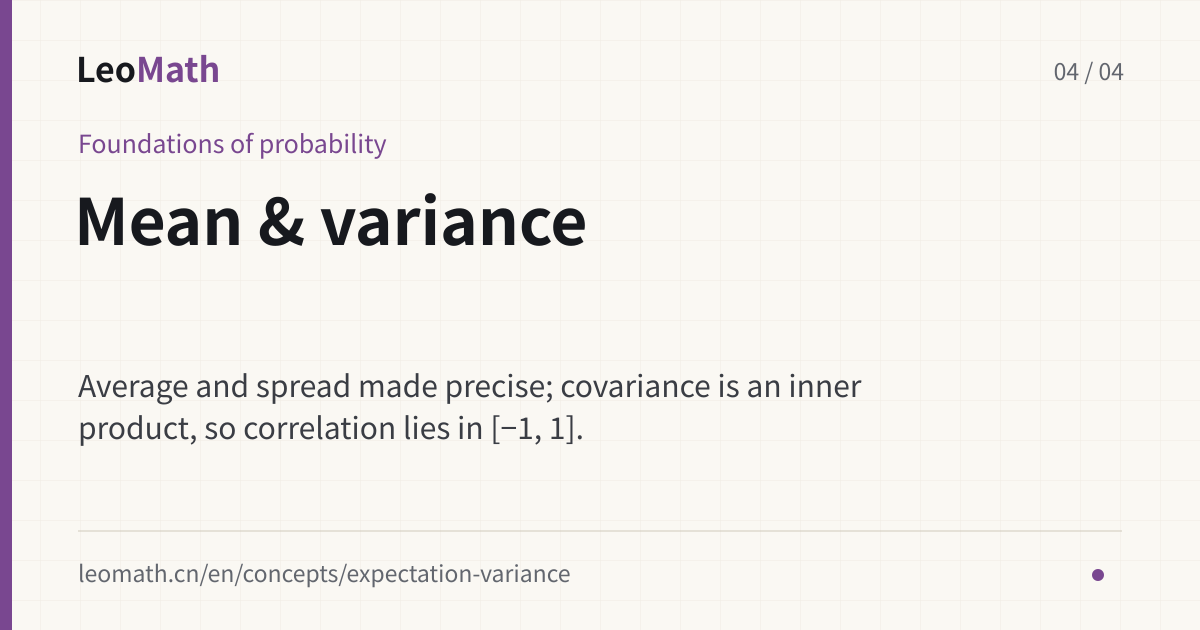 LeoMath
04 / 04
Foundations of probability
Mean & variance
Average and spread made precise; covariance is an inner
product, so correlation lies in [−1, 1].
leomath.cn/en/concepts/expectation-variance